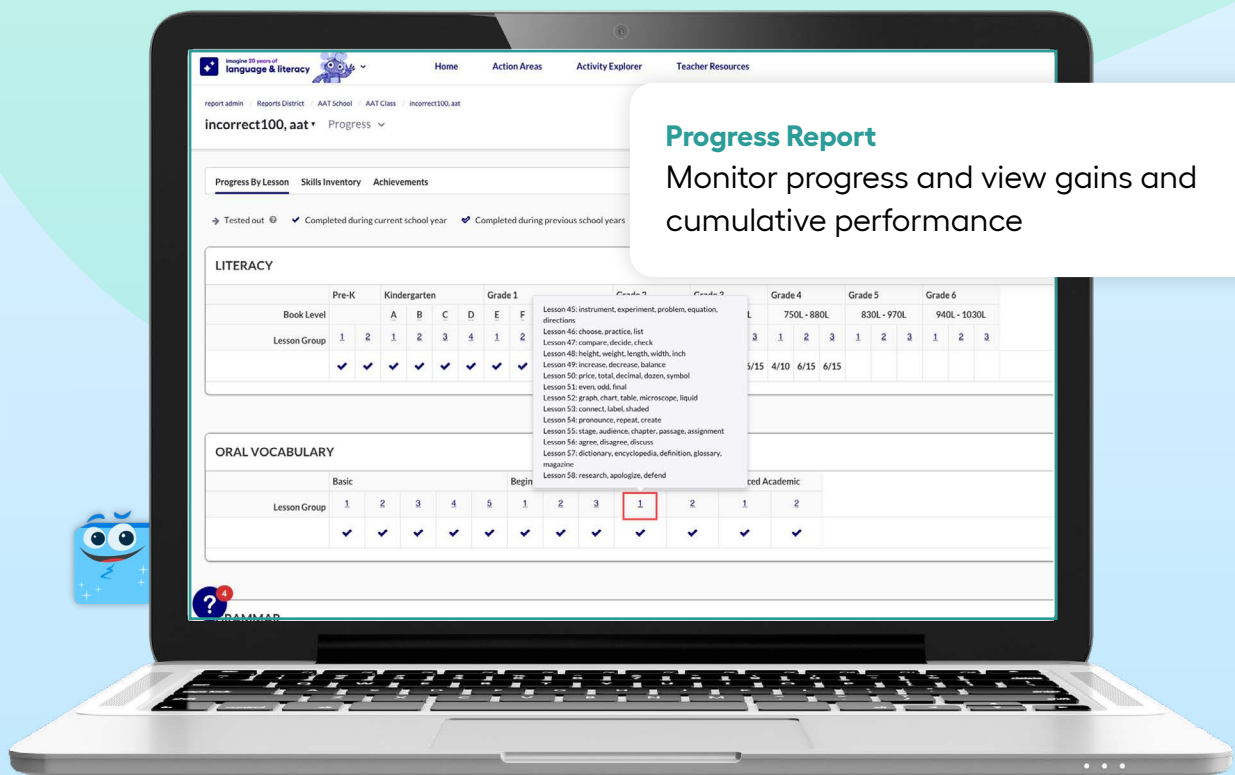 imagine 20 years of
language & literacy
Home Action Areas Activity Explorer Teacher Resources
report admin / Reports District / AAT School / AAT Class / incorrect100, aat
incorrect100, aat Progress
Progress Report
Monitor progress and view gains and
cumulative performance
Progress By Lesson Skills Inventory Achievements
Tested out Completed during current school year Completed during previous school years
LITERACY
Pre-K Kindergarten Grade 1 Grade 2 Grade 3 Grade 4 Grade 5 Grade 6
Book Level A B C D E F L 750L - 880L 830L - 970L 940L - 1030L
Lesson Group 1 2 1 2 3 4 1 2 3 1 2 3 1 2 3 1 2 3
6/15 4/10 6/15 6/15
Lesson 45: instrument, experiment, problem, equation,
directions
Lesson 46: choose, practice, list
Lesson 47: compare, decide, check
Lesson 48: height, weight, length, width, inch
Lesson 49: increase, decrease, balance
Lesson 50: price, total, decimal, dozen, symbol
Lesson 51: even, odd, final
Lesson 52: graph, chart, table, microscope, liquid
Lesson 53: connect, label, shaded
Lesson 54: pronounce, repeat, create
Lesson 55: stage, audience, chapter, passage, assignment
Lesson 56: agree, disagree, discuss
Lesson 57: dictionary, encyclopedia, definition, glossary,
magazine
Lesson 58: research, apologize, defend
ORAL VOCABULARY
Basic Begin ced Academic
Lesson Group 1 2 3 4 5 1 2 3 1 2 1 2
? 4
GRAMMAR